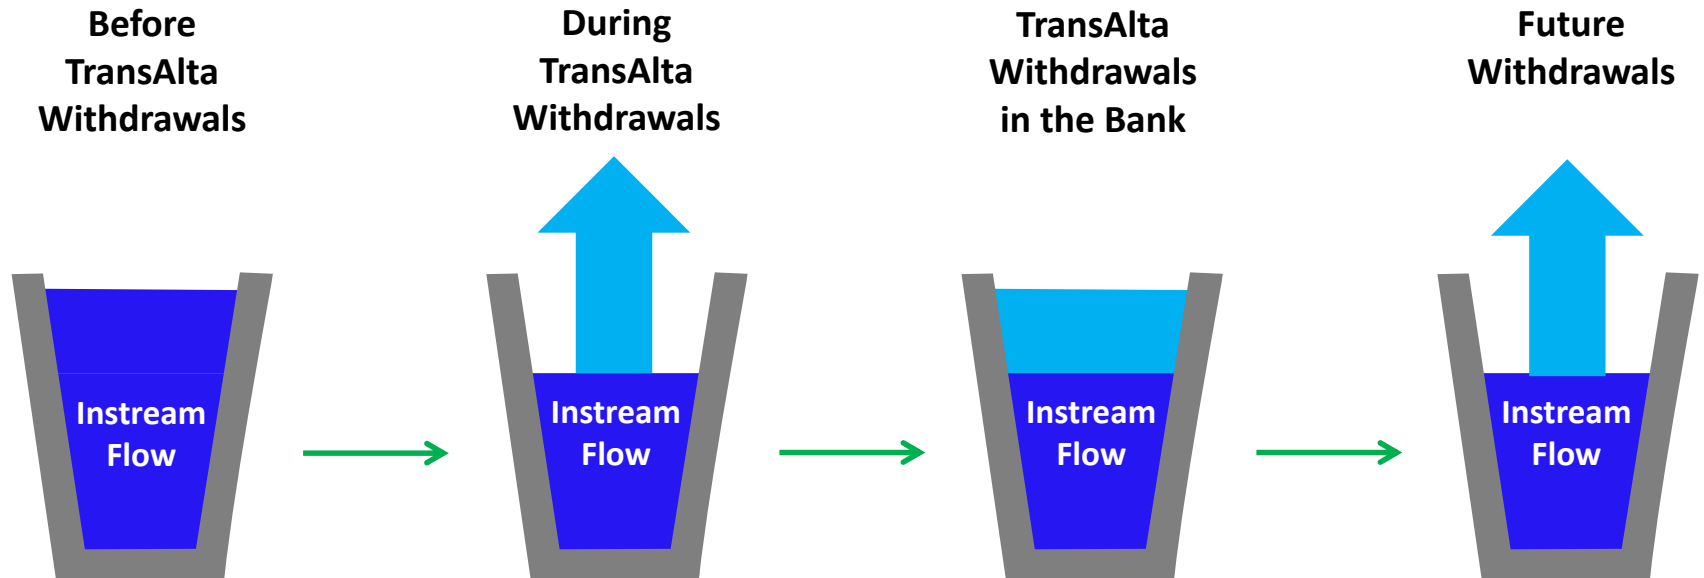 Before
TransAlta
Withdrawals
During
TransAlta
Withdrawals
TransAlta
Withdrawals
in the Bank
Future
Withdrawals
Instream
Flow
Instream
Flow
Instream
Flow
Instream
Flow